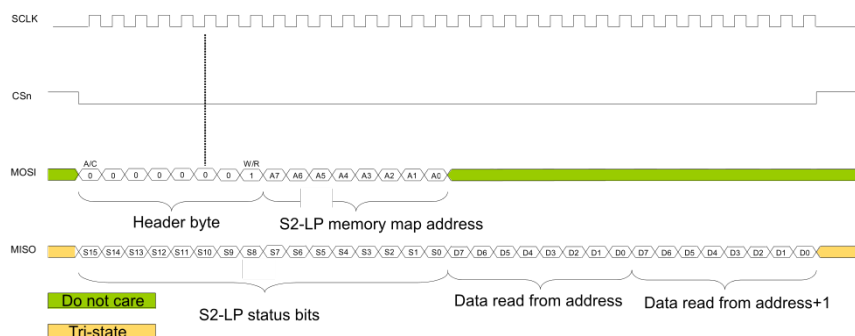 SCLK
CSn
A/C W/R
MOSI 0 0 0 0 0 0 0 1 A7 A6 A5 A4 A3 A2 A1 A0
Header byte S2-LP memory map address
MISO S15 S14 S13 S12 S11 S10 S9 S8 S7 S6 S5 S4 S3 S2 S1 S0 D7 D6 D5 D4 D3 D2 D1 D0 D7 D6 D5 D4 D3 D2 D1 D0
Do not care
S2-LP status bits Data read from address Data read from address+1
Tri-state